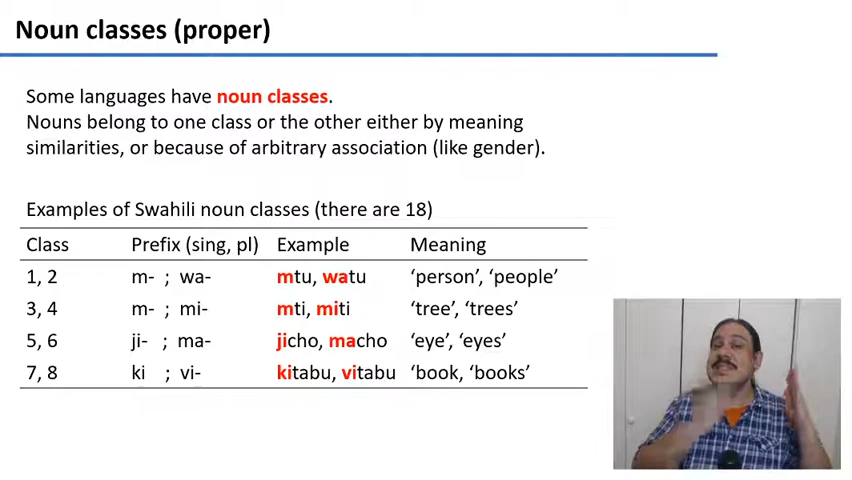 Noun classes (proper)
Some languages have noun classes.
Nouns belong to one class or the other either by meaning
similarities, or because of arbitrary association (like gender).
Examples of Swahili noun classes (there are 18)
Class Prefix (sing, pl) Example Meaning
1, 2 m- ; wa- mtu, watu ‘person’, ‘people’
3, 4 m- ; mi- mti, miti ‘tree’, ‘trees’
5, 6 ji- ; ma- jicho, macho ‘eye’, ‘eyes’
7, 8 ki ; vi- kitabu, vitabu ‘book, ‘books’